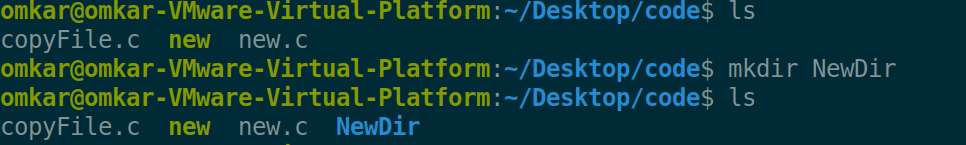 omkar@omkar-VMware-Virtual-Platform:~/Desktop/code$ ls
copyFile.c  new  new.c
omkar@omkar-VMware-Virtual-Platform:~/Desktop/code$ mkdir NewDir
omkar@omkar-VMware-Virtual-Platform:~/Desktop/code$ ls
copyFile.c  new  new.c  NewDir